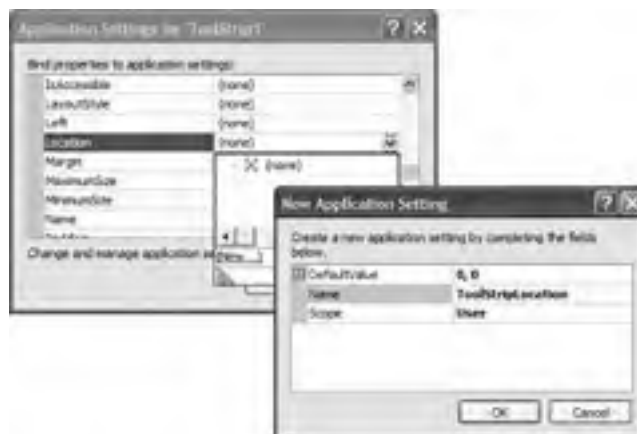 Application Settings for 'ToolStrip1'
Bind properties to application settings:
IsAccessible (none)
LayoutStyle (none)
Left (none)
Location (none)
Margin
(none)
MaximumSize
MinimumSize
Name
Change and manage application
New Application Setting
Create a new application setting by completing the fields
below.
DefaultValue 0, 0
Name ToolStripLocation
Scope User
OK Cancel